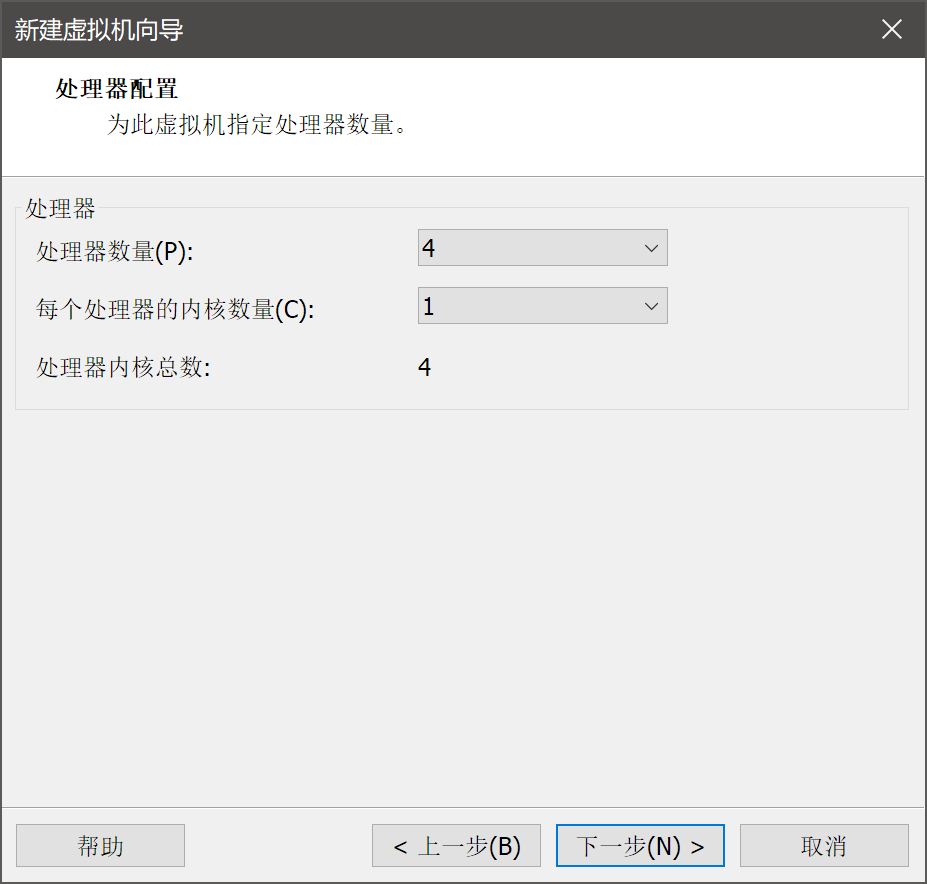 新建虚拟机向导
处理器配置
为此虚拟机指定处理器数量。
处理器
处理器数量(P): 4
每个处理器的内核数量(C): 1
处理器内核总数: 4
帮助 < 上一步(B) 下一步(N) > 取消